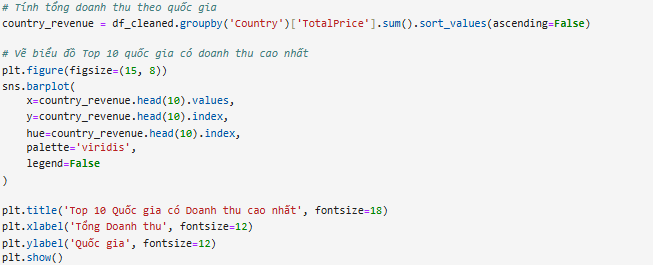 # Tính tổng doanh thu theo quốc gia
country_revenue = df_cleaned.groupby('Country')['TotalPrice'].sum().sort_values(ascending=False)

# Vẽ biểu đồ Top 10 quốc gia có doanh thu cao nhất
plt.figure(figsize=(15, 8))
sns.barplot(
    x=country_revenue.head(10).values,
    y=country_revenue.head(10).index,
    hue=country_revenue.head(10).index,
    palette='viridis',
    legend=False
)

plt.title('Top 10 Quốc gia có Doanh thu cao nhất', fontsize=18)
plt.xlabel('Tổng Doanh thu', fontsize=12)
plt.ylabel('Quốc gia', fontsize=12)
plt.show()